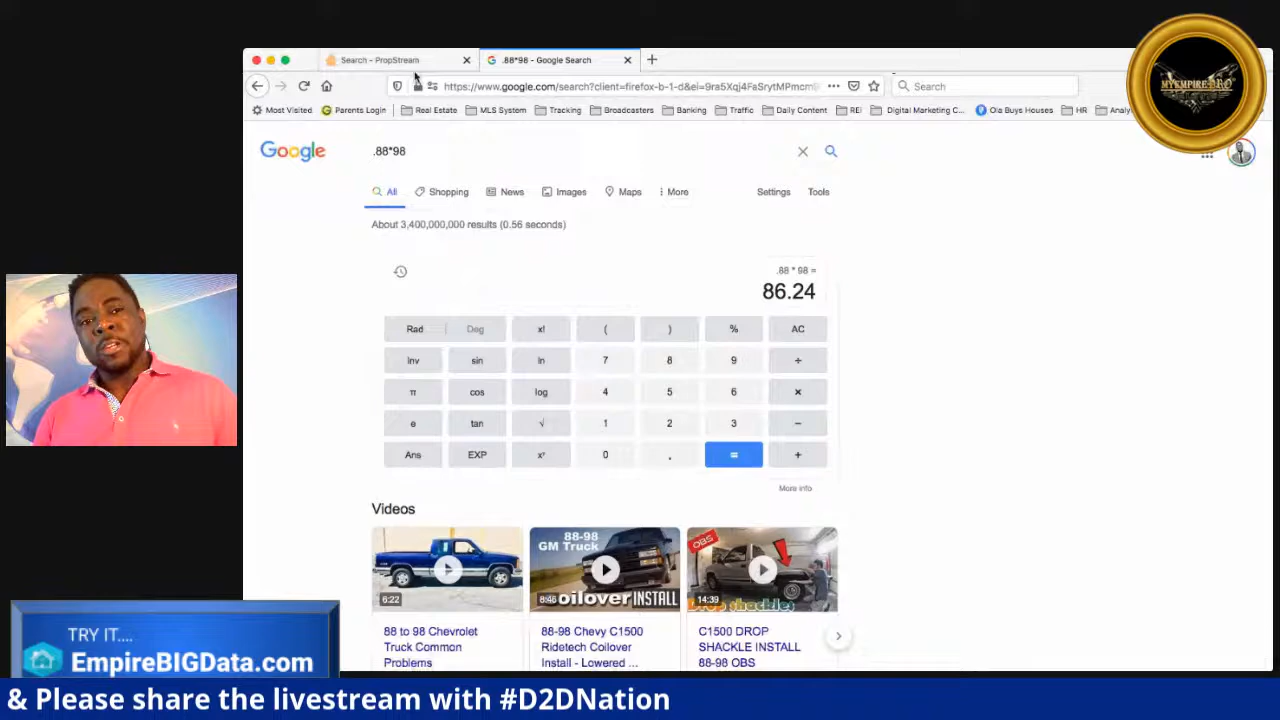 Search - PropStream
.88*98 - Google Search
https://www.google.com/search?client=firefox-b-1-d&ei=9ra5Xqj4FaSrytMPmcm
Search
Most Visited
Parents Login
Real Estate
MLS System
Tracking
Broadcasters
Banking
Traffic
Daily Content
REI
Digital Marketing C...
Ola Buys Houses
HR
Analy
MYEMPIREPRO
Google
.88*98
All
Shopping
News
Images
Maps
More
Settings
Tools
About 3,400,000,000 results (0.56 seconds)
.88 * 98 =
86.24
Rad
Deg
x!
(
)
%
AC
Inv
sin
ln
7
8
9
÷
π
cos
log
4
5
6
×
e
tan
√
1
2
3
−
Ans
EXP
xʸ
0
.
=
+
More info
Videos
6:22
88-98
GM Truck
8:46
oilover INSTALL
OBS
14:39
Drop shackles
88 to 98 Chevrolet
Truck Common
Problems
88-98 Chevy C1500
Ridetech Coilover
Install - Lowered ...
C1500 DROP
SHACKLE INSTALL
88-98 OBS
TRY IT....
EmpireBIGData.com
& Please share the livestream with #D2DNation